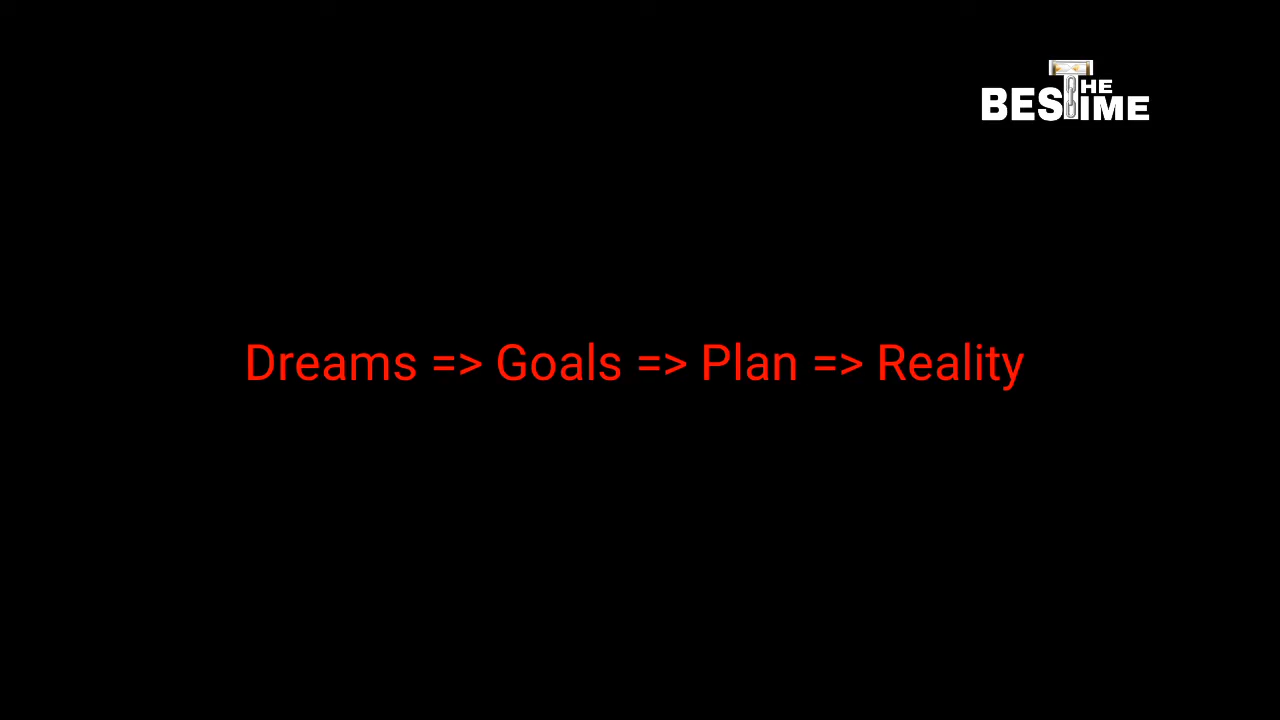 THE
BESTIME
Dreams => Goals => Plan => Reality